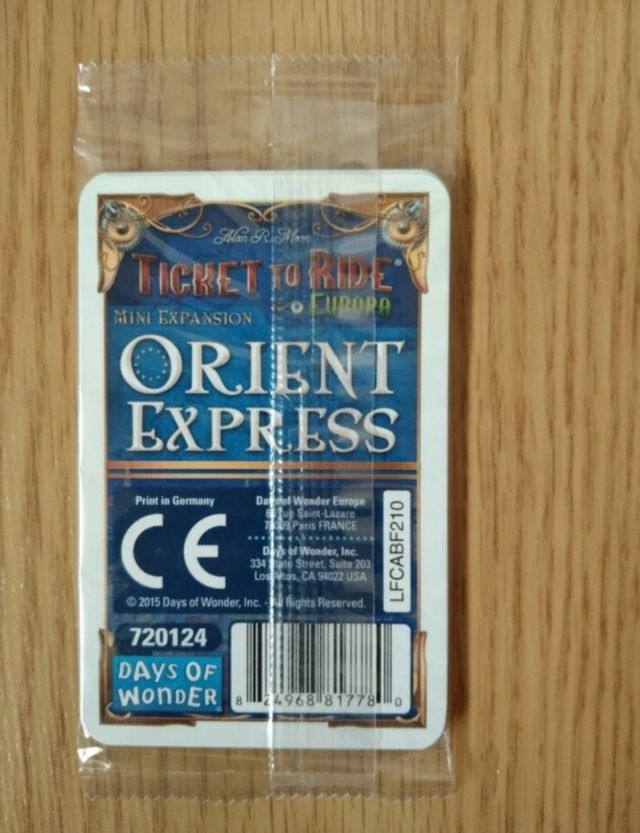 Alan R. Moon
TICKET TO RIDE®
EUROPA
MINI EXPANSION
ORIENT
EXPRESS
Print in Germany
CE
Days of Wonder Europe
Rue Saint-Lazare
Paris FRANCE
Days of Wonder, Inc.
334 State Street, Suite 203
Los Altos, CA 94022 USA
LFCABF210
© 2015 Days of Wonder, Inc. - All Rights Reserved.
720124
DAYS OF
WONDER
8 24968 81778 0